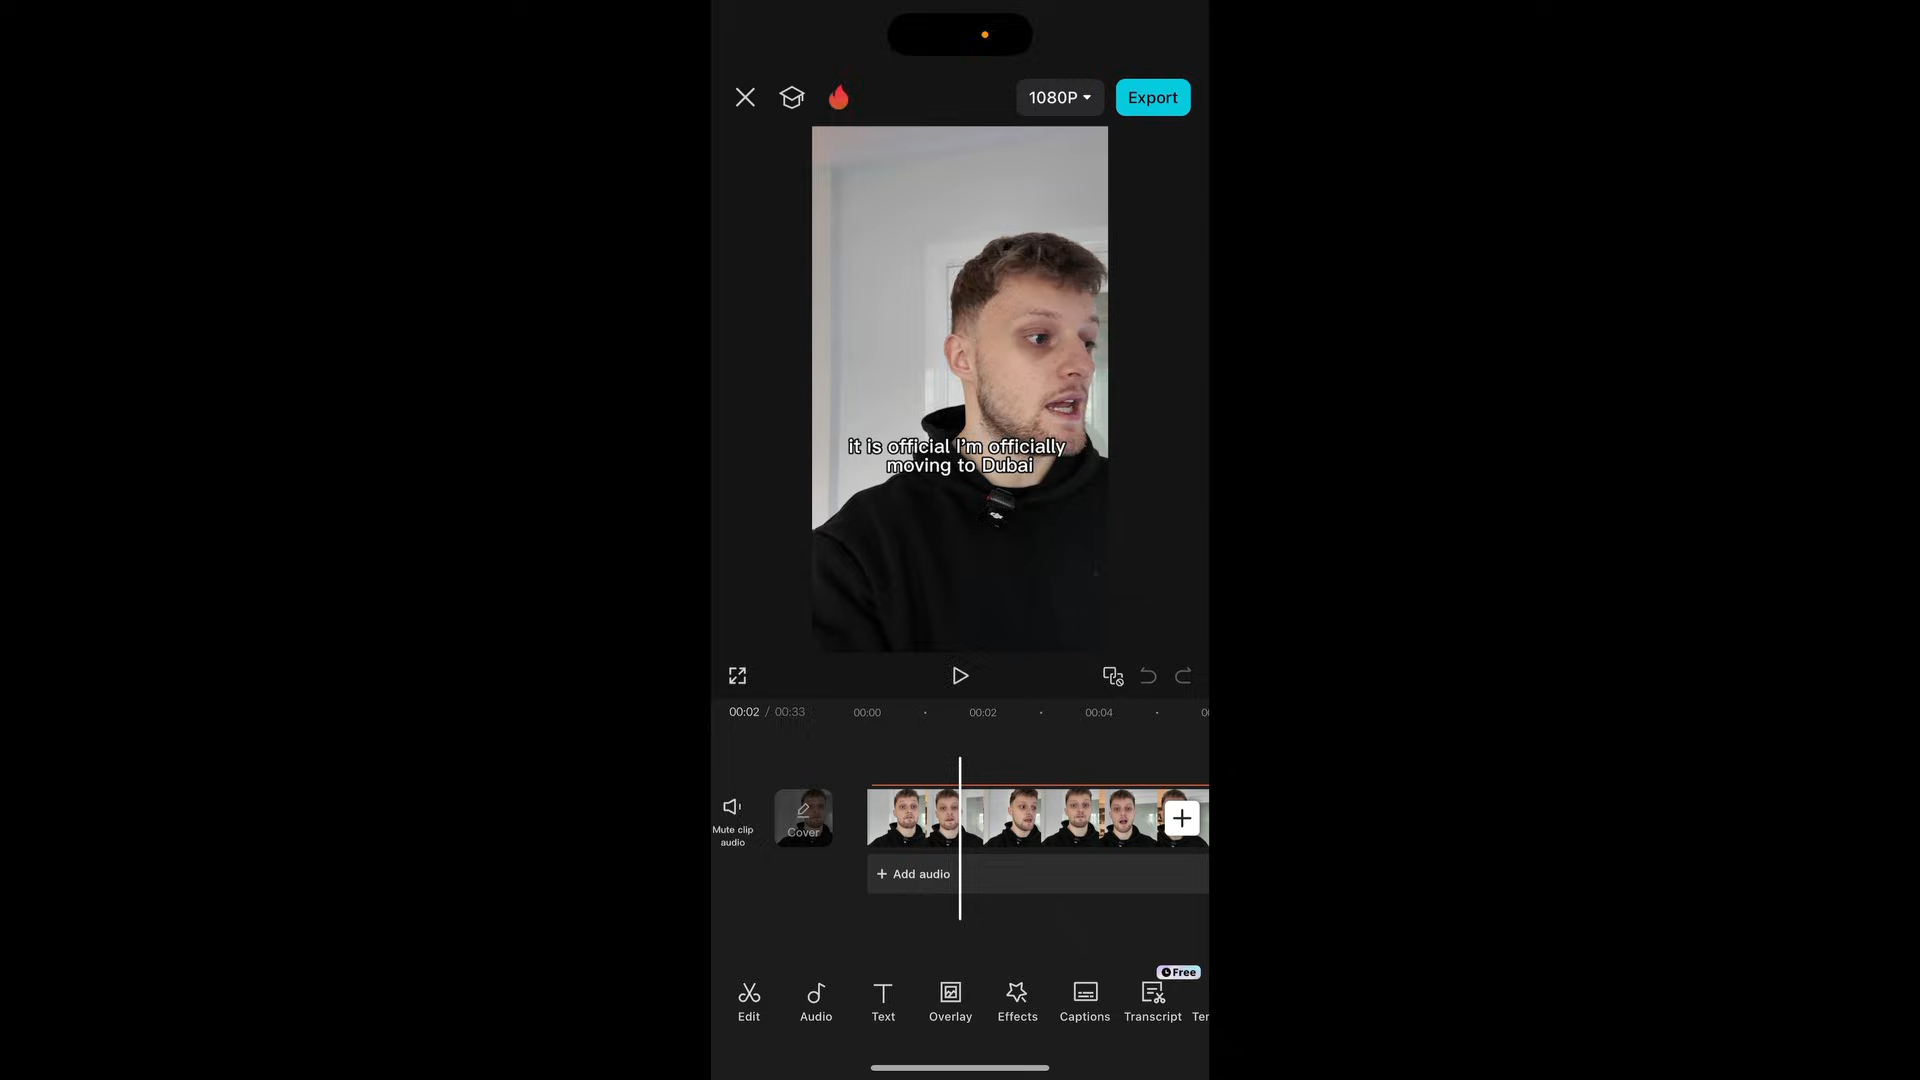 1080P
Export
it is official I'm officially
moving to Dubai
00:02 / 00:33
00:00
00:02
00:04
Mute clip
audio
Cover
+ Add audio
Free
Edit
Audio
Text
Overlay
Effects
Captions
Transcript